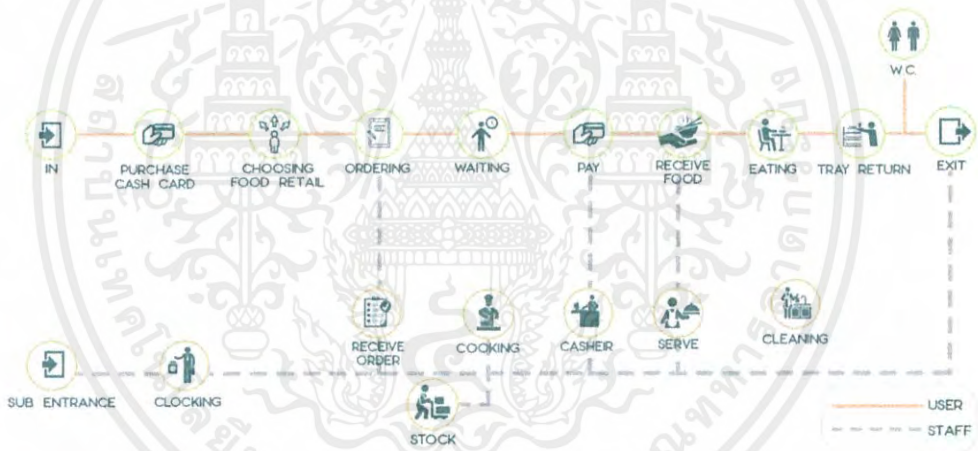 W.C.
IN
PURCHASE
CASH CARD
CHOOSING
FOOD RETAIL
ORDERING
WAITING
PAY
RECEIVE
FOOD
EATING
TRAY RETURN
EXIT
RECEIVE
ORDER
COOKING
CASHEIR
SERVE
CLEANING
SUB ENTRANCE
CLOCKING
STOCK
USER
STAFF